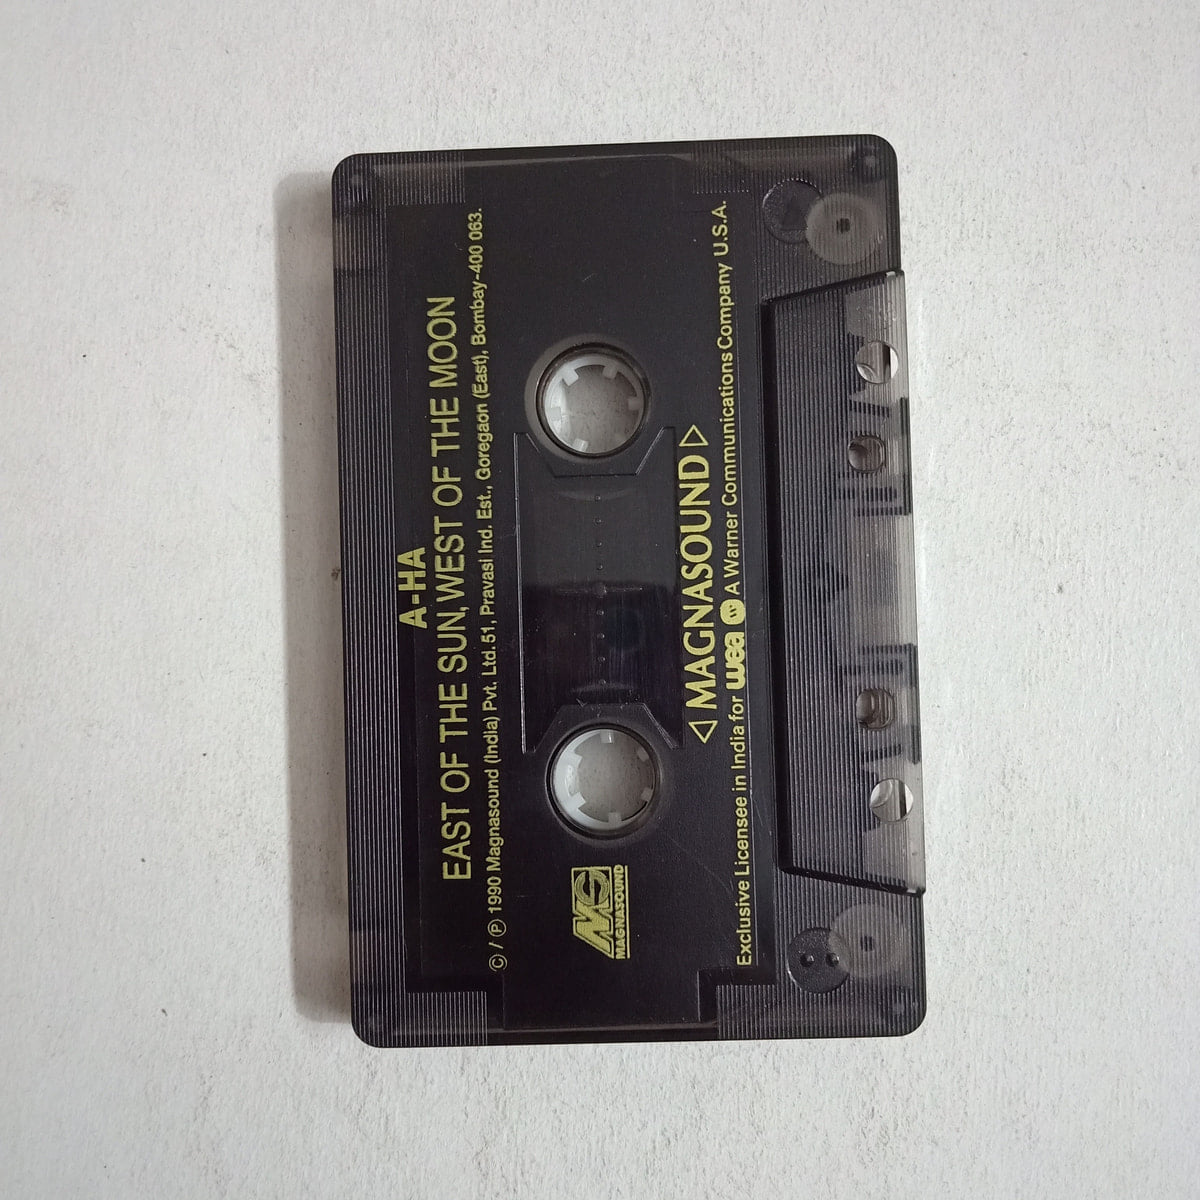 A-HA
EAST OF THE SUN, WEST OF THE MOON
Ⓒ / Ⓟ 1990 Magnasound (India) Pvt. Ltd. 51, Pravasi Ind. Est., Goregaon (East), Bombay-400 063.
MS
MAGNASOUND
◁ MAGNASOUND ▷
Exclusive Licensee in India for wea A Warner Communications Company U.S.A.